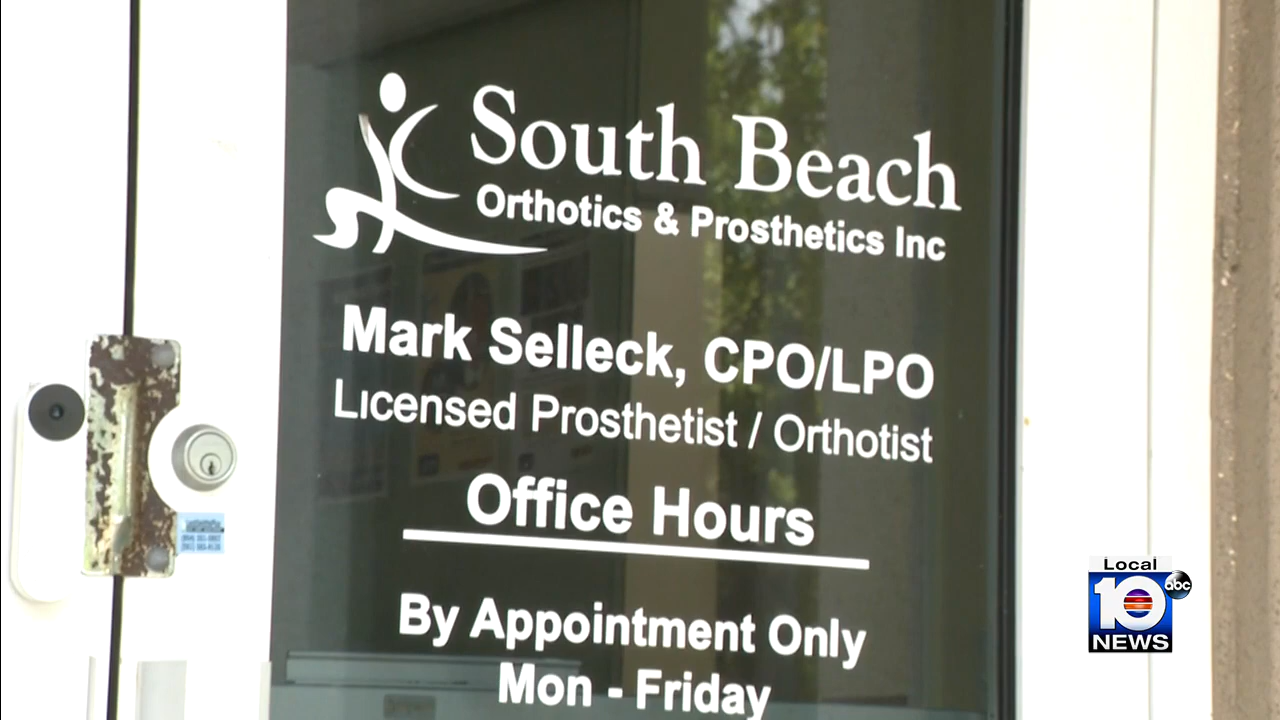 South Beach
Orthotics & Prosthetics Inc
Mark Selleck, CPO/LPO
Licensed Prosthetist / Orthotist
Office Hours
By Appointment Only
Mon - Friday
Local
10 abc
NEWS